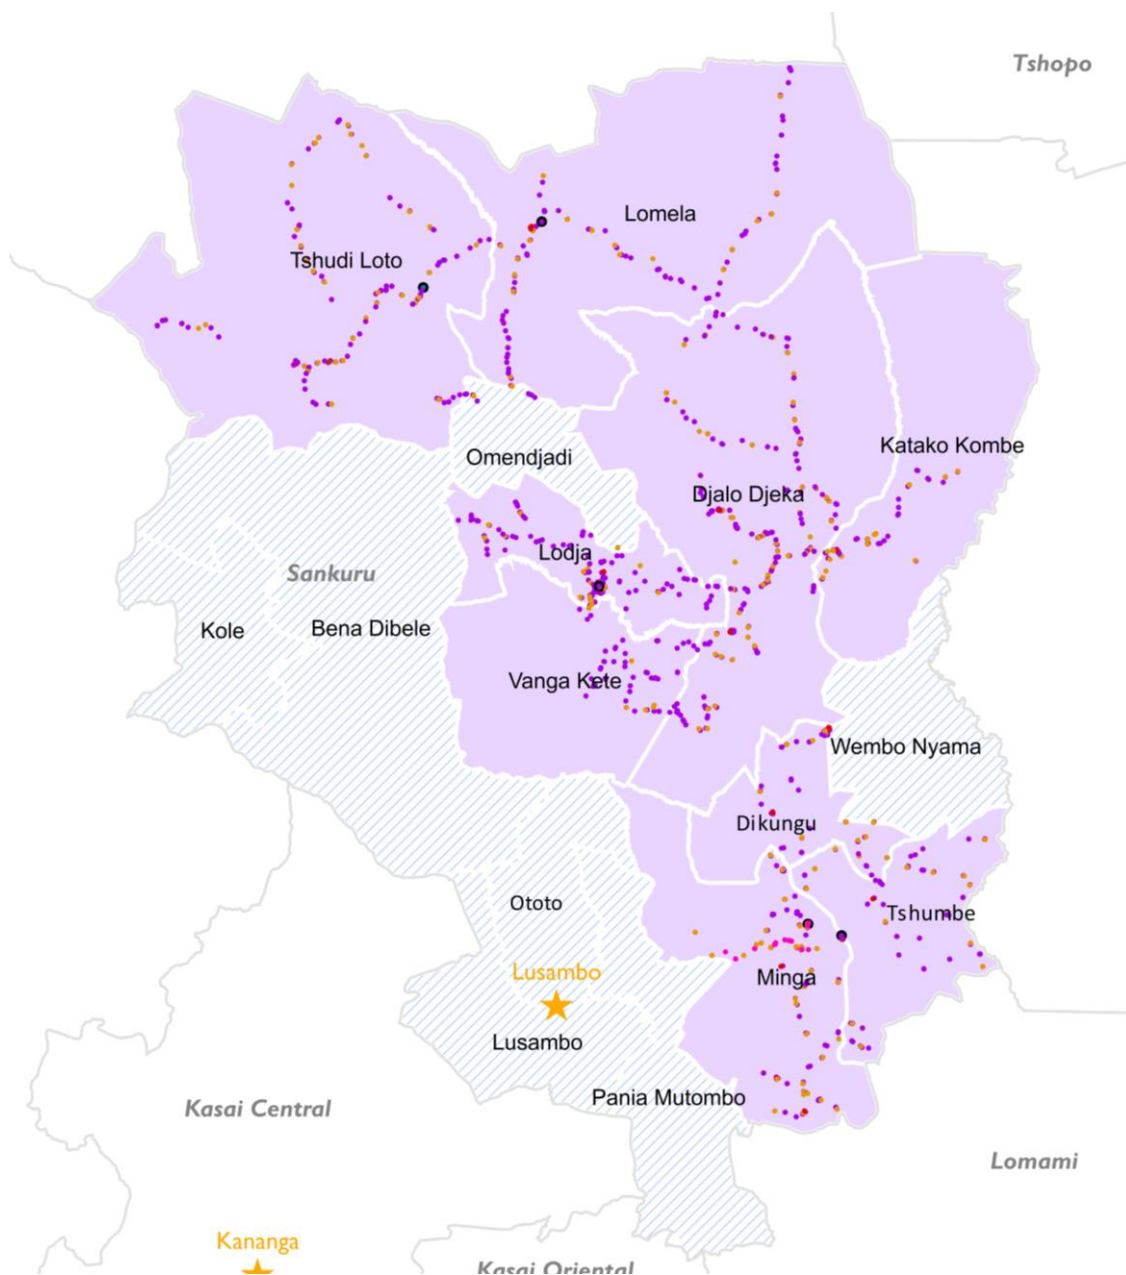 Tshopo
Lomela
Tshudi Loto
Katako Kombe
Omendjadi
Djalo Djeka
Lodja
Sankuru
Kole
Bena Dibele
Vanga Kete
Wembo Nyama
Dikungu
Ototo
Tshumbe
Lusambo
Minga
Lusambo
Pania Mutombo
Kasai Central
Lomami
Kananga
Kasai Oriental